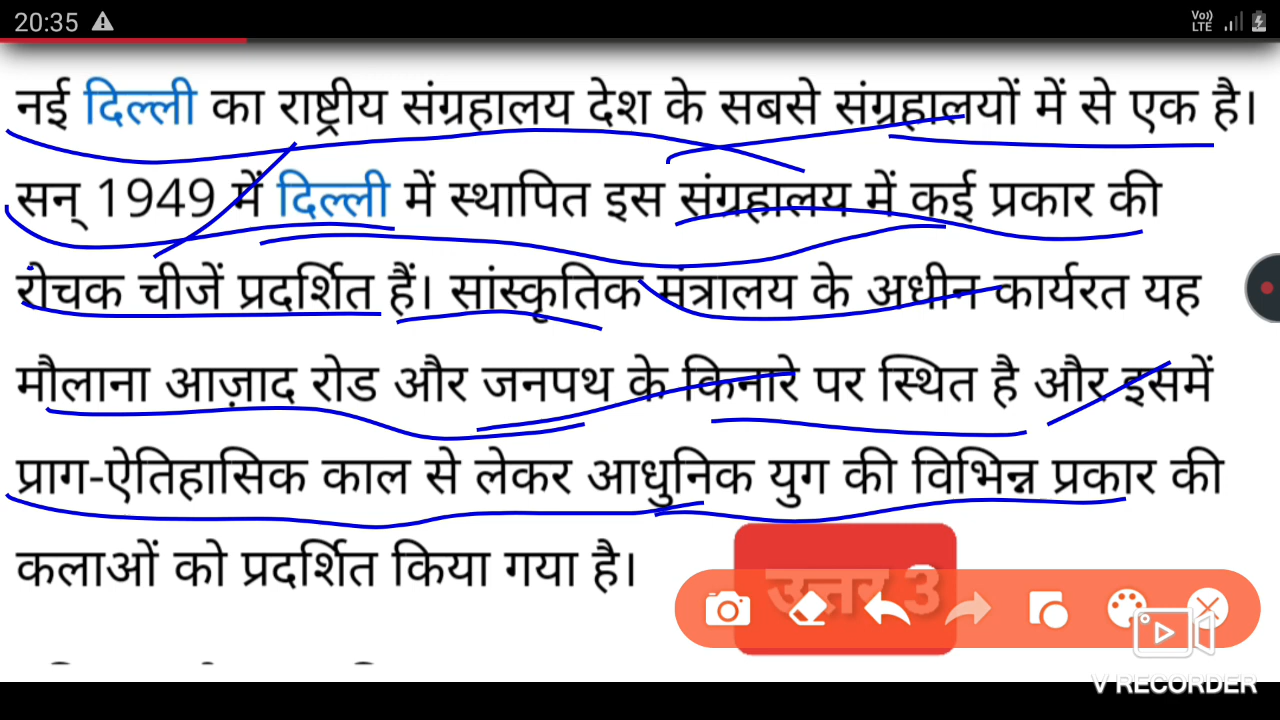 20:35
Vo)) LTE
नई दिल्ली का राष्ट्रीय संग्रहालय देश के सबसे संग्रहालयों में से एक है।
सन् 1949 में दिल्ली में स्थापित इस संग्रहालय में कई प्रकार की
रोचक चीजें प्रदर्शित हैं। सांस्कृतिक मंत्रालय के अधीन कार्यरत यह
मौलाना आज़ाद रोड और जनपथ के किनारे पर स्थित है और इसमें
प्राग-ऐतिहासिक काल से लेकर आधुनिक युग की विभिन्न प्रकार की
कलाओं को प्रदर्शित किया गया है।
उत्तर 3
V RECORDER